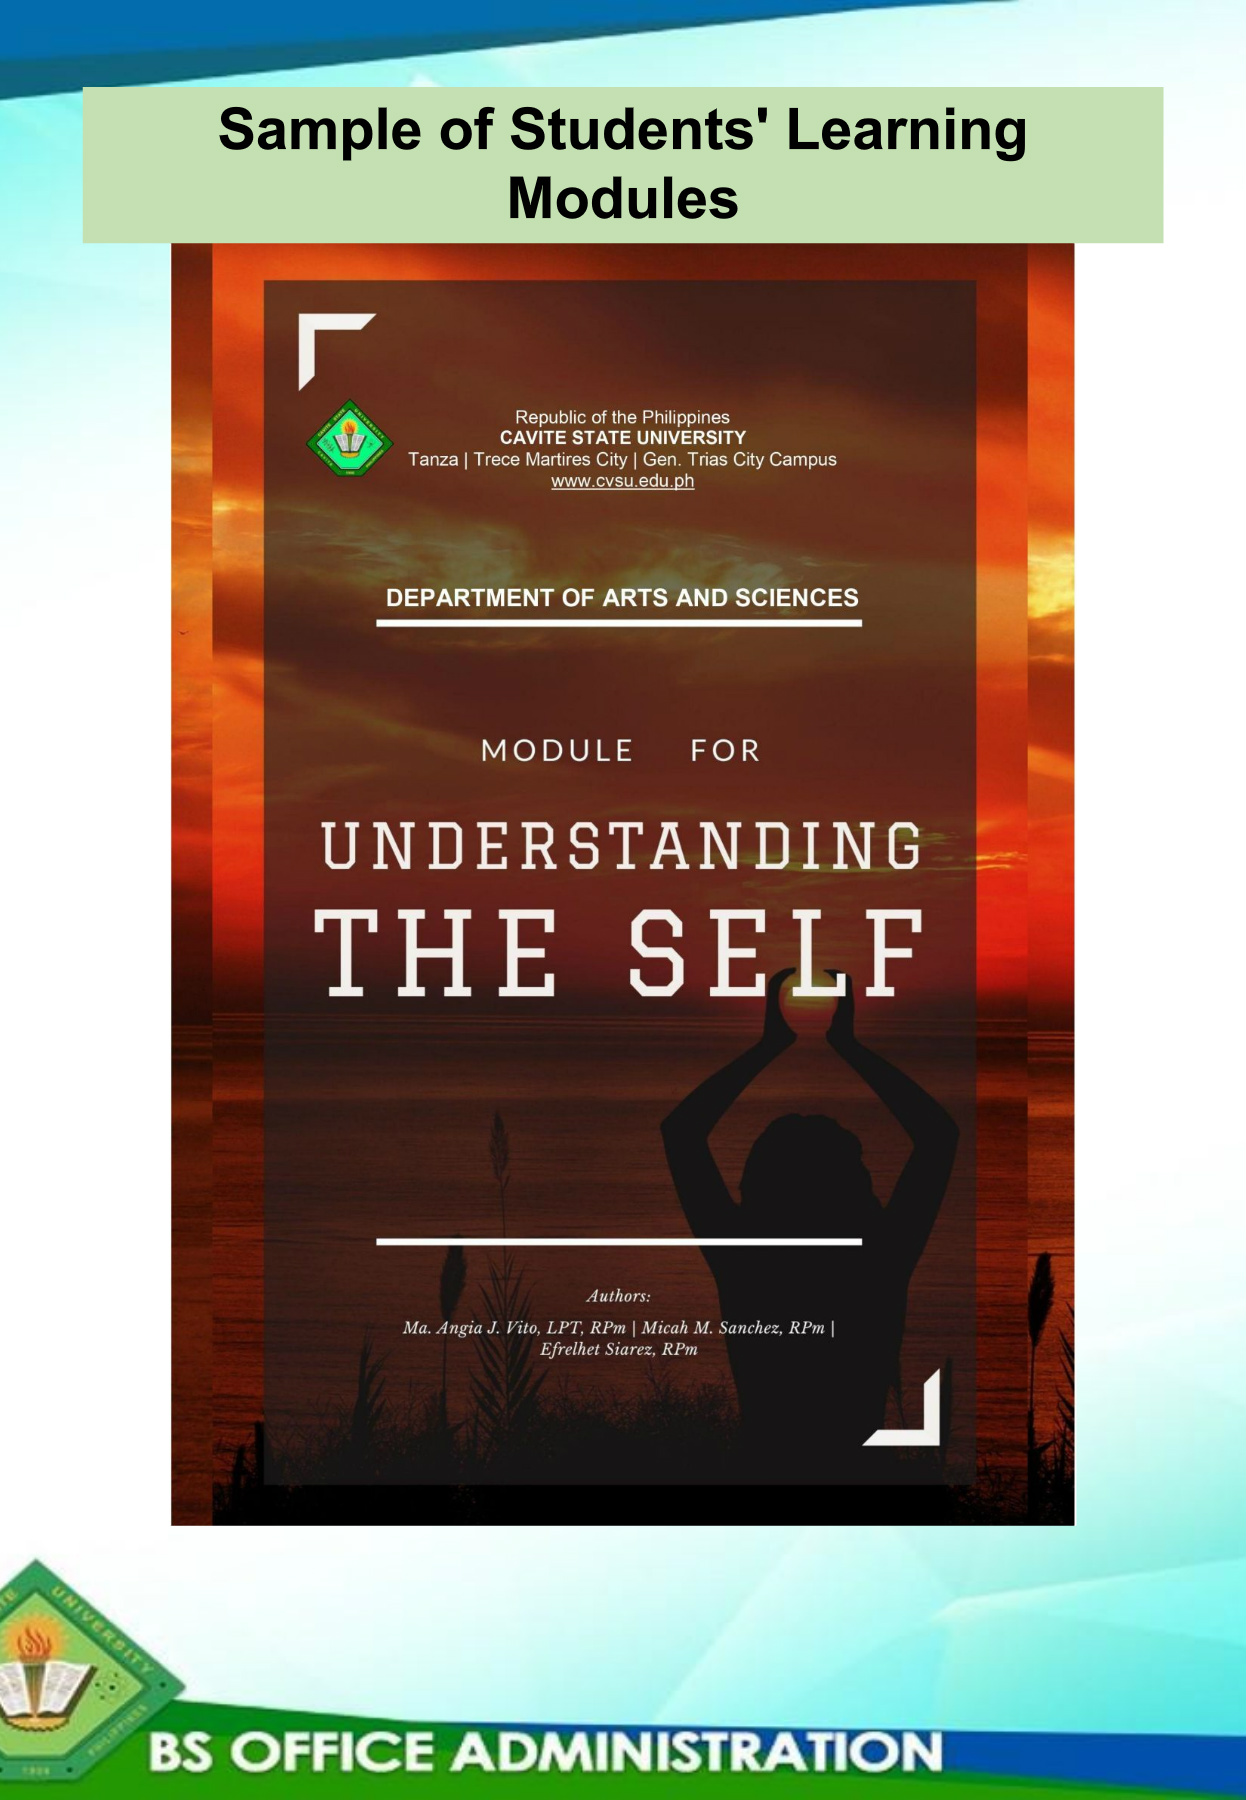 Sample of Students' Learning
Modules
Republic of the Philippines
CAVITE STATE UNIVERSITY
Tanza | Trece Martires City | Gen. Trias City Campus
www.cvsu.edu.ph
DEPARTMENT OF ARTS AND SCIENCES
MODULE FOR
UNDERSTANDING
THE SELF
Authors:
Ma. Angia J. Vito, LPT, RPm | Micah M. Sanchez, RPm |
Efrelhet Siarez, RPm
UNIVERSITY
PHILIPPINES
BS OFFICE ADMINISTRATION